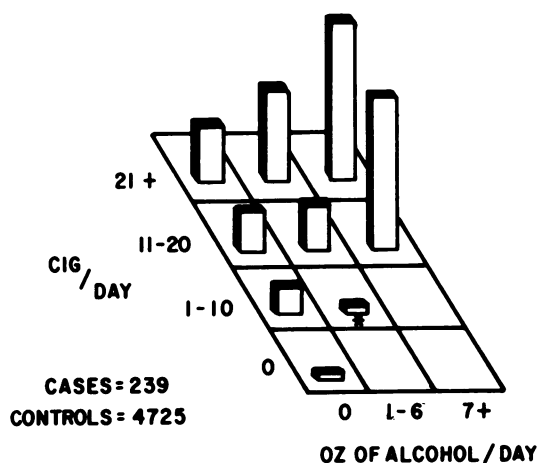 21 +
11-20
CIG/DAY
1-10
0
CASES = 239
CONTROLS = 4725
0 1-6 7+
OZ OF ALCOHOL/DAY